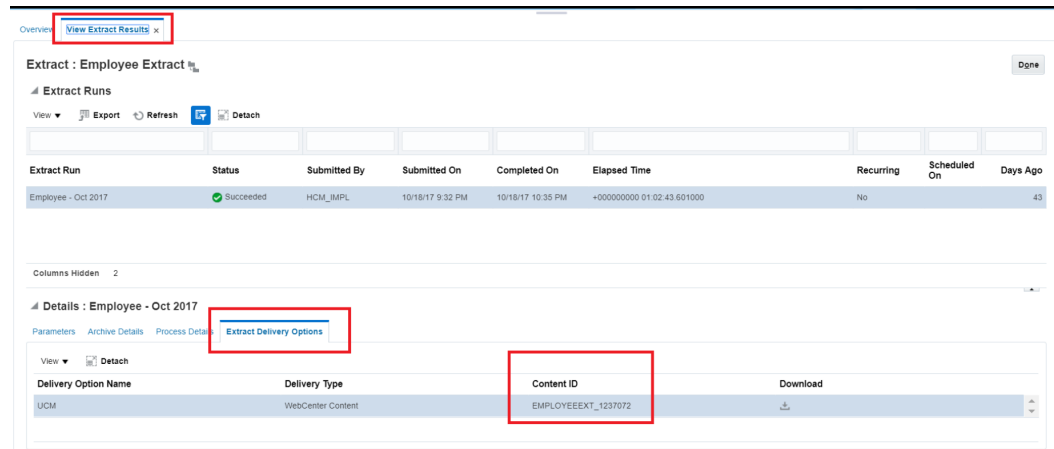 Overview View Extract Results x
Extract : Employee Extract
Done
Extract Runs
View Export Refresh Detach
Extract Run Status Submitted By Submitted On Completed On Elapsed Time Recurring Scheduled On Days Ago
Employee - Oct 2017 Succeeded HCM_IMPL 10/18/17 9:32 PM 10/18/17 10:35 PM +000000000 01:02:43.601000 No 43
Columns Hidden 2
Details : Employee - Oct 2017
Parameters Archive Details Process Details Extract Delivery Options
View Detach
Delivery Option Name Delivery Type Content ID Download
UCM WebCenter Content EMPLOYEEEXT_1237072